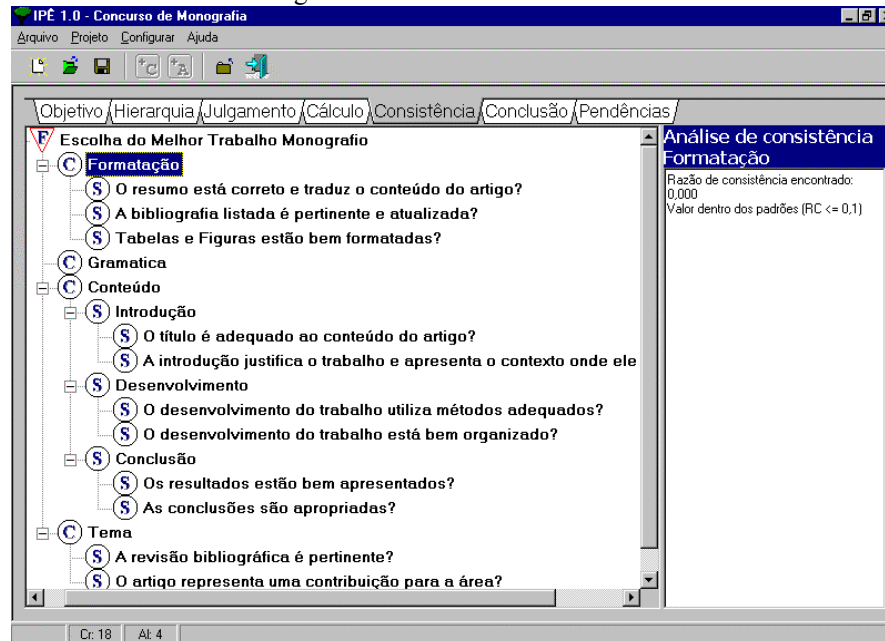 IPÊ 1.0 - Concurso de Monografia
Arquivo Projeto Configurar Ajuda
+C +A
Objetivo Hierarquia Julgamento Cálculo Consistência Conclusão Pendências
F Escolha do Melhor Trabalho Monografio
C Formatação
S O resumo está correto e traduz o conteúdo do artigo?
S A bibliografia listada é pertinente e atualizada?
S Tabelas e Figuras estão bem formatadas?
C Gramatica
C Conteúdo
S Introdução
S O título é adequado ao conteúdo do artigo?
S A introdução justifica o trabalho e apresenta o contexto onde ele
S Desenvolvimento
S O desenvolvimento do trabalho utiliza métodos adequados?
S O desenvolvimento do trabalho está bem organizado?
S Conclusão
S Os resultados estão bem apresentados?
S As conclusões são apropriadas?
C Tema
S A revisão bibliográfica é pertinente?
S O artigo representa uma contribuição para a área?
Análise de consistência
Formatação
Razão de consistência encontrado:
0,000
Valor dentro dos padrões (RC <= 0,1)
Cr: 18 Al: 4